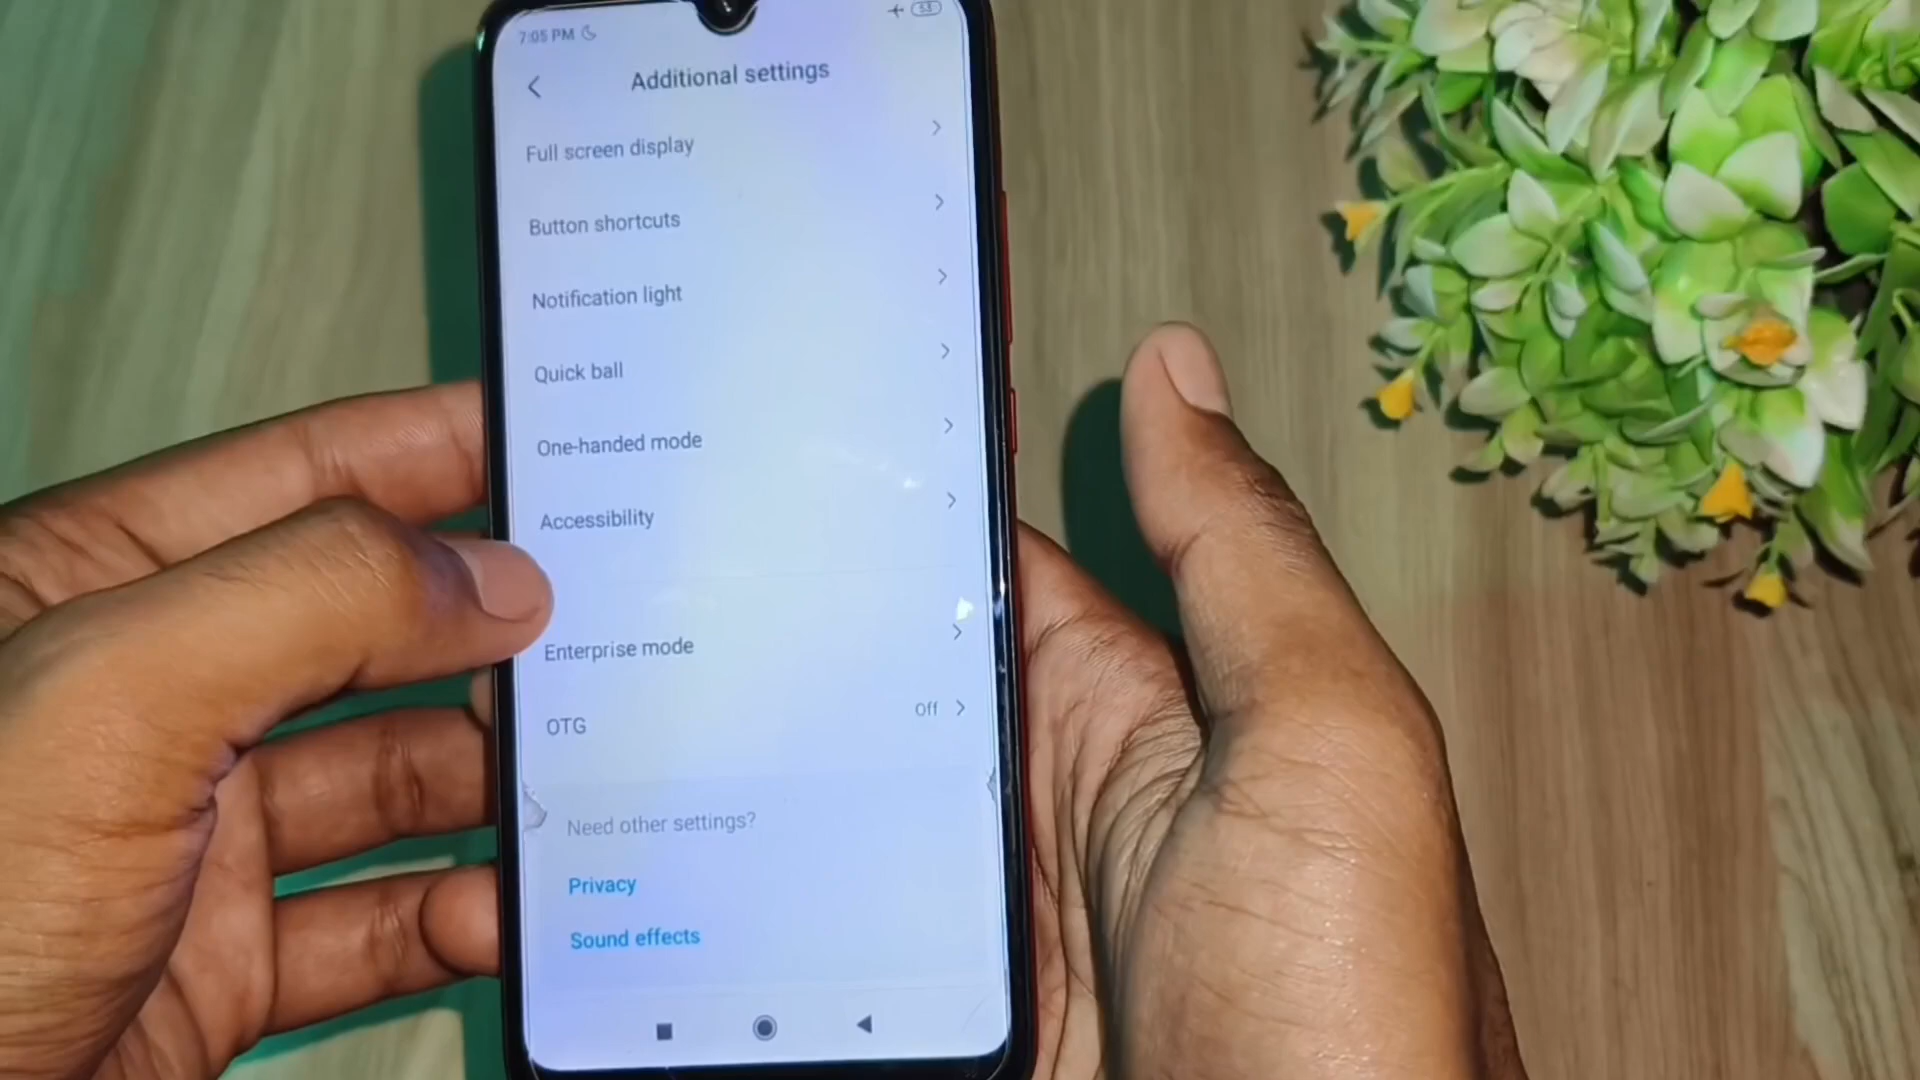 7:05 PM
53
Additional settings
Full screen display
Button shortcuts
Notification light
Quick ball
One-handed mode
Accessibility
Enterprise mode
OTG Off
Need other settings?
Privacy
Sound effects